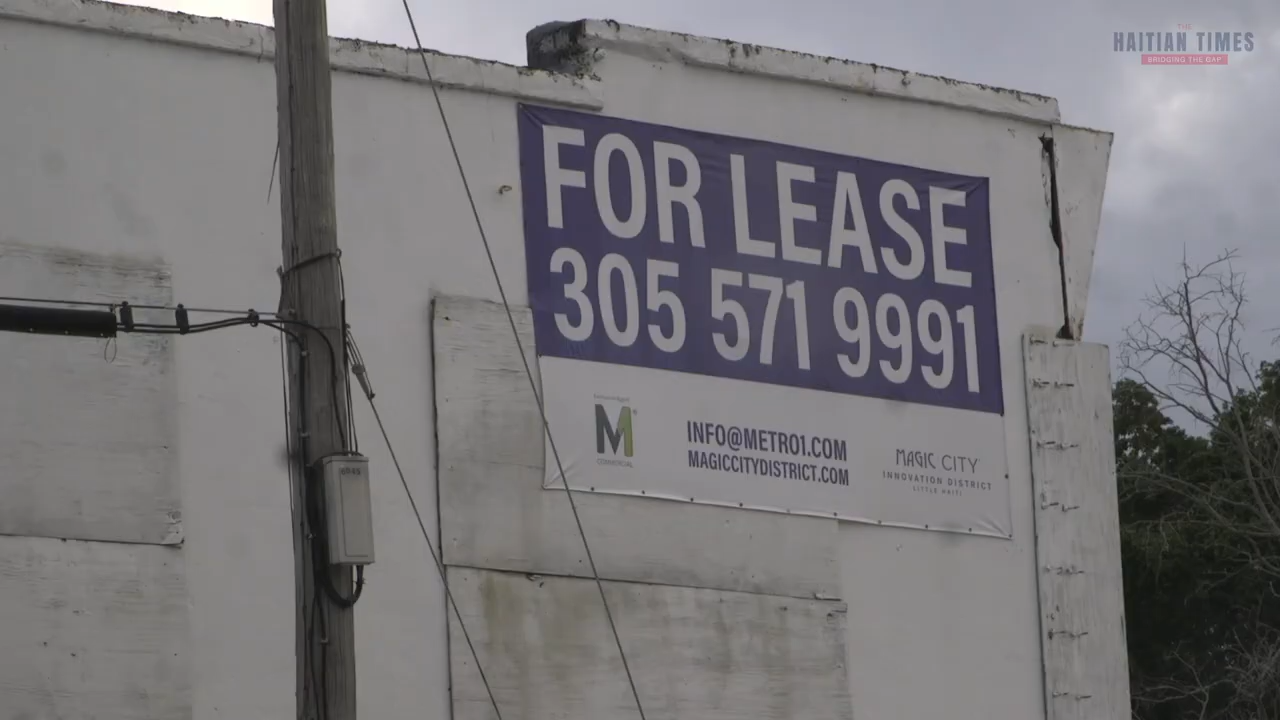 THE
HAITIAN TIMES
BRIDGING THE GAP
FOR LEASE
305 571 9991
M1
COMMERCIAL
INFO@METRO1.COM
MAGICCITYDISTRICT.COM
MAGIC CITY
INNOVATION DISTRICT
LITTLE HAITI